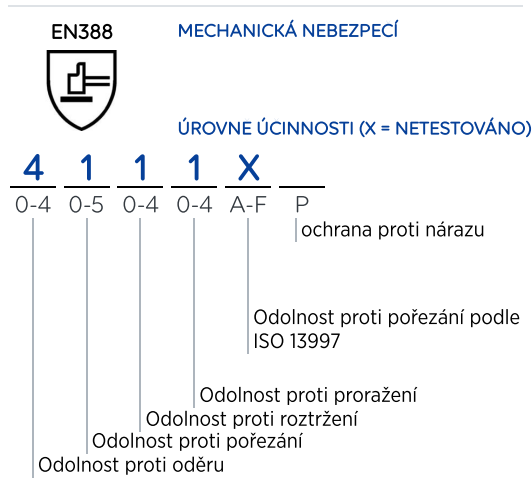 EN388 MECHANICKÁ NEBEZPECÍ
ÚROVNE ÚCINNOSTI (X = NETESTOVÁNO)
4 1 1 1 X
0-4 0-5 0-4 0-4 A-F P
ochrana proti nárazu
Odolnost proti pořezání podle
ISO 13997
Odolnost proti proražení
Odolnost proti roztržení
Odolnost proti pořezání
Odolnost proti oděru